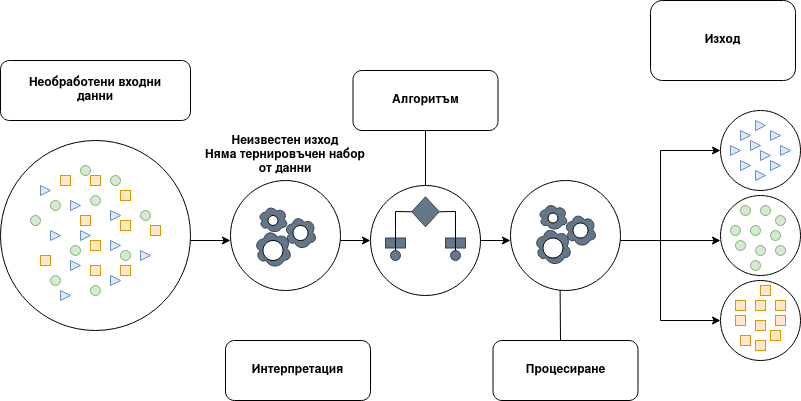 Изход
Необработени входни
данни
Алгоритъм
Неизвестен изход
Няма тернировъчен набор
от данни
Интерпретация
Процесиране